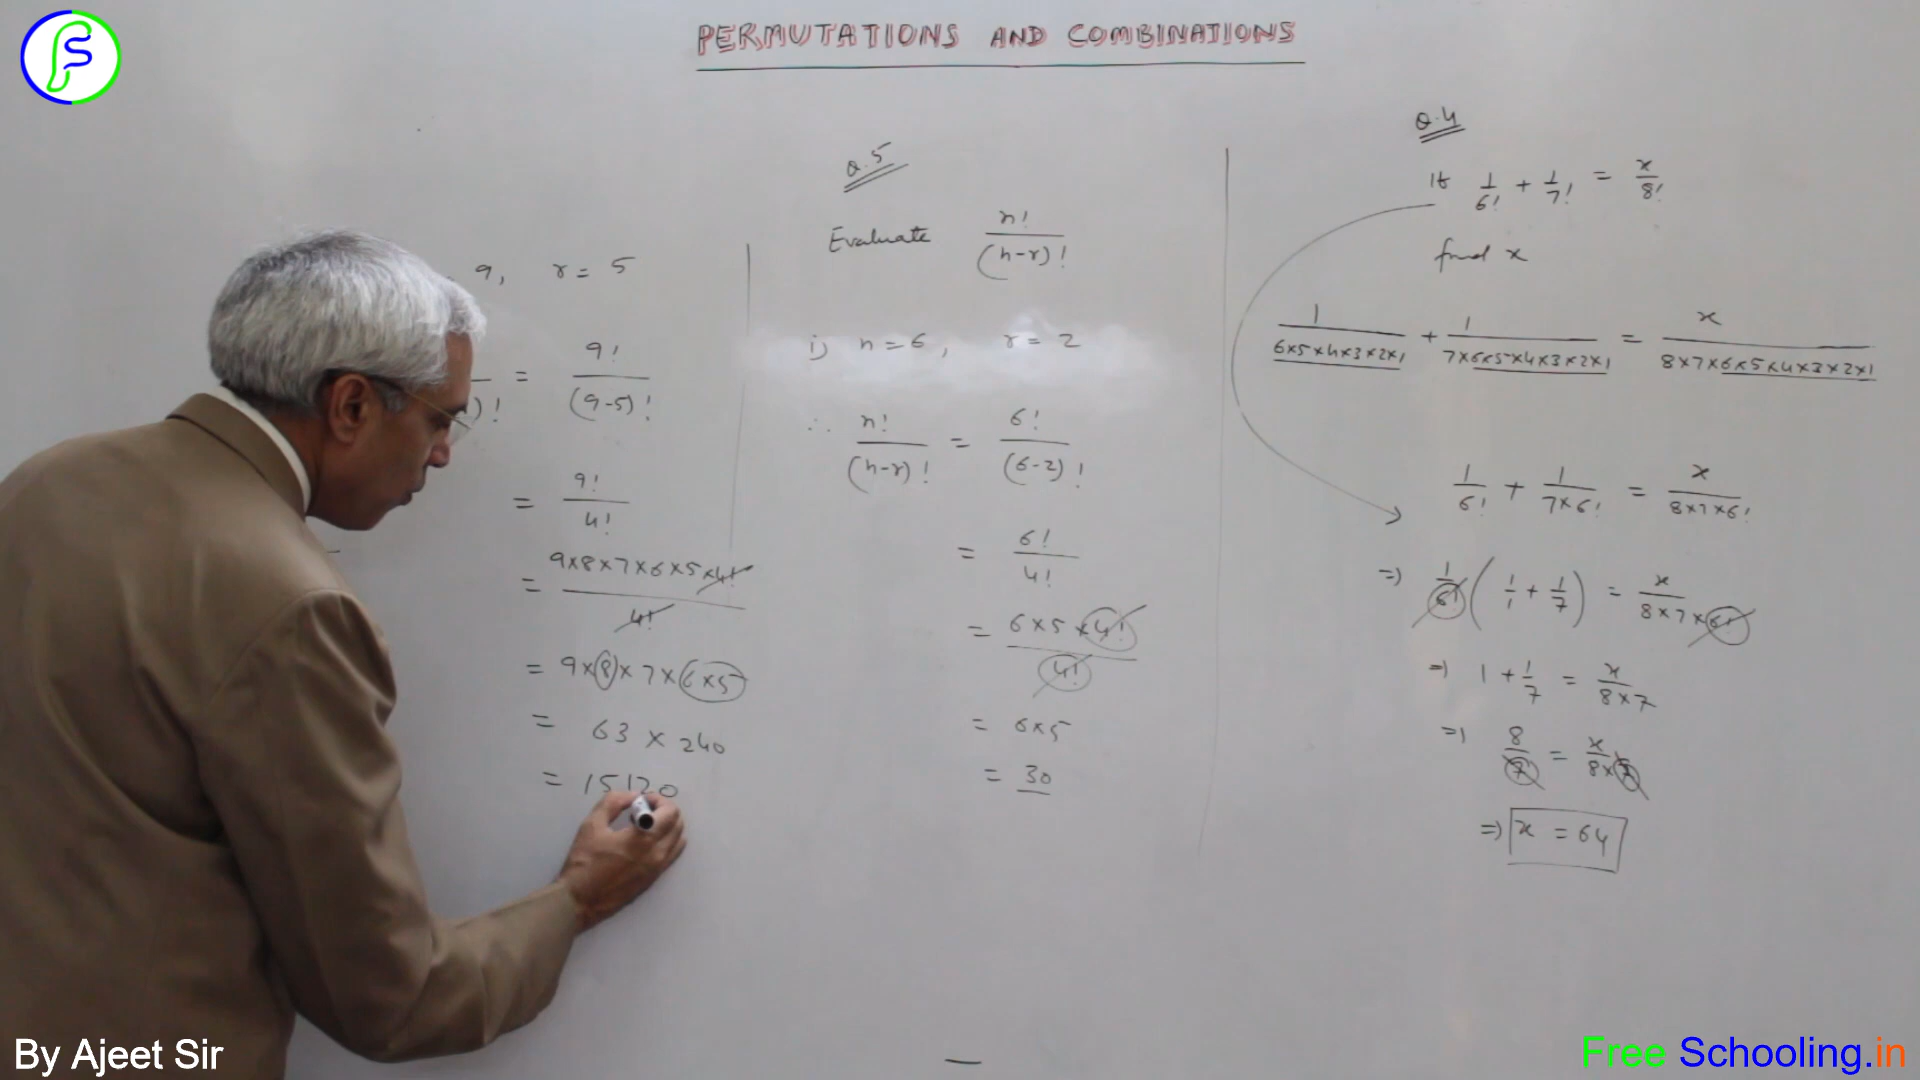 PERMUTATIONS AND COMBINATIONS
9, r = 5
)! = 9! / (9-5)!
= 9! / 4!
= 9×8×7×6×5×4! / 4!
= 9×8×7×6×5
= 63 × 240
= 15120
Q.5
Evaluate n! / (n-r)!
i) n = 6, r = 2
∴ n! / (n-r)! = 6! / (6-2)!
= 6! / 4!
= 6×5×4! / 4!
= 6×5
= 30
Q.4
If 1/6! + 1/7! = x/8!
find x
1 / 6×5×4×3×2×1 + 1 / 7×6×5×4×3×2×1 = x / 8×7×6×5×4×3×2×1
1/6! + 1/7×6! = x / 8×7×6!
⇒ 1/6! (1/1 + 1/7) = x / 8×7×6!
⇒ 1 + 1/7 = x / 8×7
⇒ 8/7 = x / 8×7
⇒ x = 64
By Ajeet Sir
Free Schooling.in